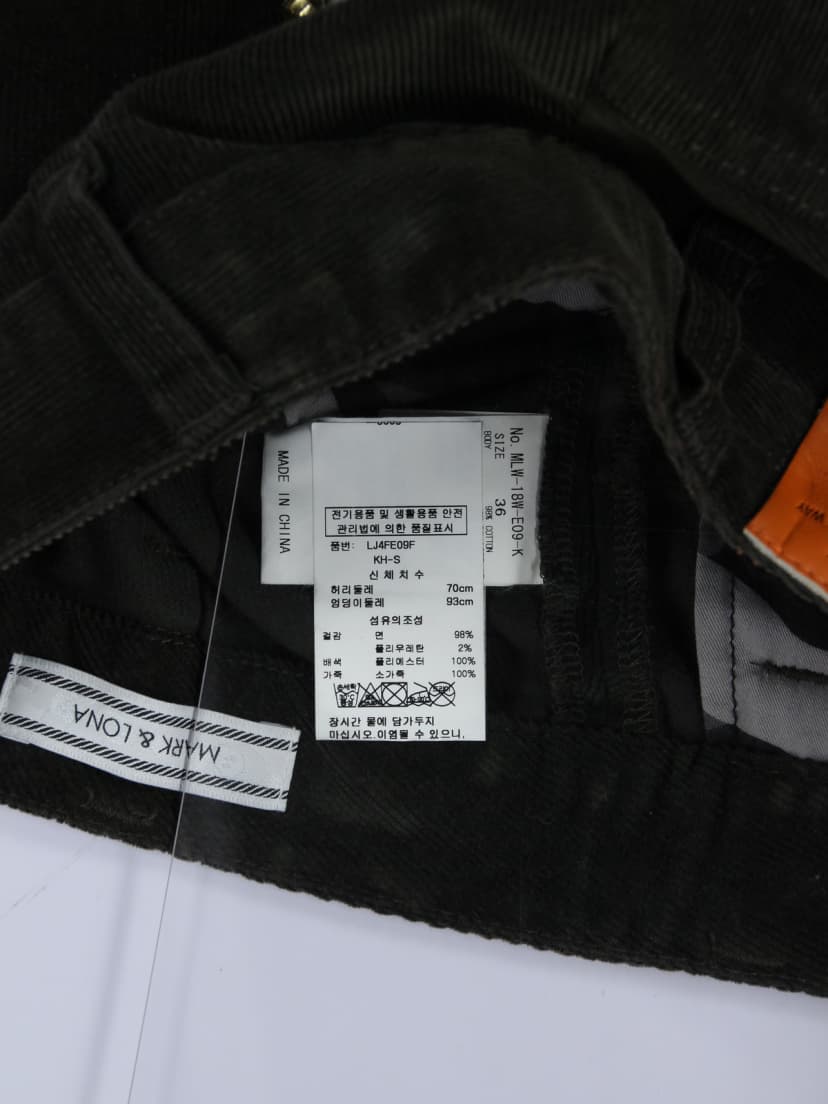 전기용품 및 생활용품 안전
관리법에 의한 품질표시
품번: LJ4FE09F
KH-S
신체치수
허리둘레 70cm
엉덩이둘레 93cm
섬유의조성
겉감 면 98%
폴리우레탄 2%
배색 폴리에스터 100%
가죽 소가죽 100%
장시간 물에 담가두지
마십시오.이염될 수 있으니,
MADE IN CHINA
No. MLW-18W-E09-K
SIZE 36
BODY 98% COTTON
MARK & LONA
WAY